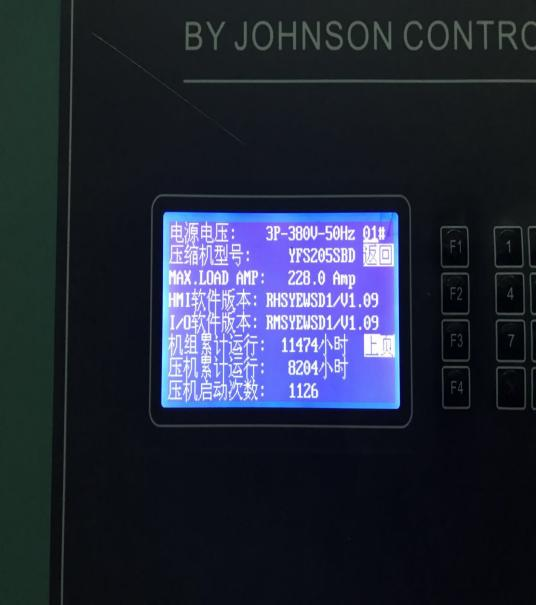 BY JOHNSON CONTRO
电源电压: 3P-380V-50Hz 01#
压缩机型号: YFS205SBD 返回
MAX.LOAD AMP: 228.0 Amp
HMI软件版本: RHSYEWSD1/V1.09
I/O软件版本: RMSYEWSD1/V1.09
机组累计运行: 11474小时 上页
压机累计运行: 8204小时
压机启动次数: 1126
F1 1
F2 4
F3 7
F4